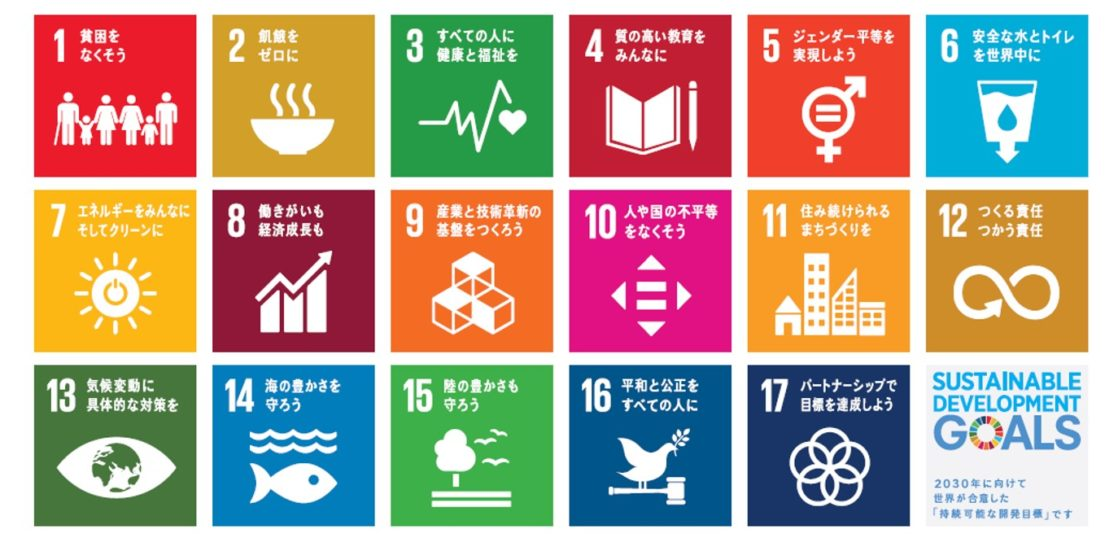 1 貧困を
なくそう
2 飢餓を
ゼロに
3 すべての人に
健康と福祉を
4 質の高い教育を
みんなに
5 ジェンダー平等を
実現しよう
6 安全な水とトイレ
を世界中に
7 エネルギーをみんなに
そしてクリーンに
8 働きがいも
経済成長も
9 産業と技術革新の
基盤をつくろう
10 人や国の不平等
をなくそう
11 住み続けられる
まちづくりを
12 つくる責任
つかう責任
13 気候変動に
具体的な対策を
14 海の豊かさを
守ろう
15 陸の豊かさも
守ろう
16 平和と公正を
すべての人に
17 パートナーシップで
目標を達成しよう
SUSTAINABLE
DEVELOPMENT
GOALS
2030年に向けて
世界が合意した
「持続可能な開発目標」です